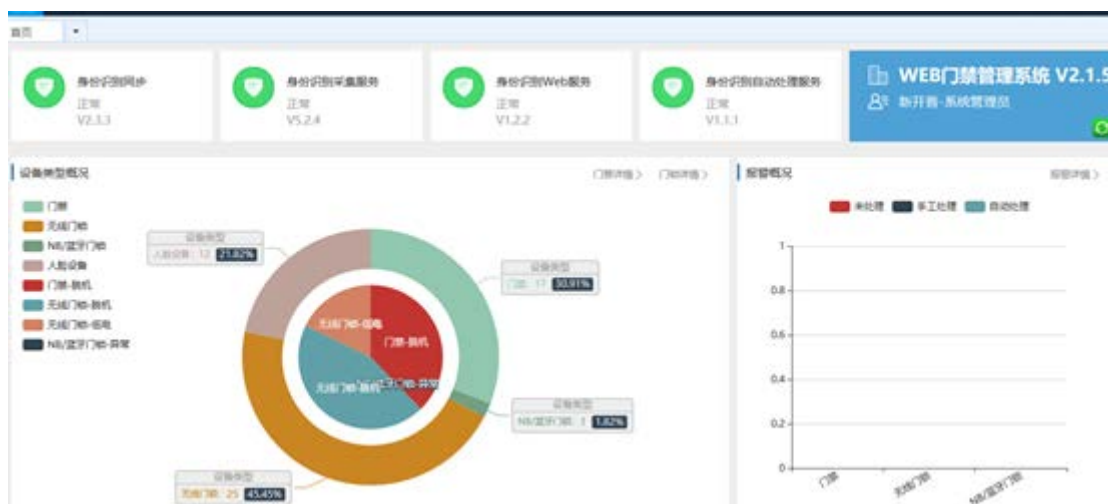 首页
身份识别同步
正常
V2.3.3
身份识别采集服务
正常
V5.2.4
身份识别Web服务
正常
V1.2.2
身份识别自动处理服务
正常
V1.1.1
WEB门禁管理系统 V2.1.5
新开普-系统管理员
设备类型概况
门禁详情 >
门锁详情 >
门禁
无线门锁
NB/蓝牙门锁
人脸设备
门禁-脱机
无线门锁-脱机
无线门锁-低电
NB/蓝牙门锁-异常
设备类型
人脸设备: 12 21.82%
设备类型
门禁: 17 30.91%
无线门锁-低电
门禁-脱机
无线门锁-脱机
牙门锁-异常
设备类型
NB/蓝牙门锁: 1 1.82%
设备类型
无线门锁: 25 45.45%
报警概况
报警详情 >
未处理
手工处理
自动处理
1
0.8
0.6
0.4
0.2
0
门禁
无线门锁
NB/蓝牙门锁